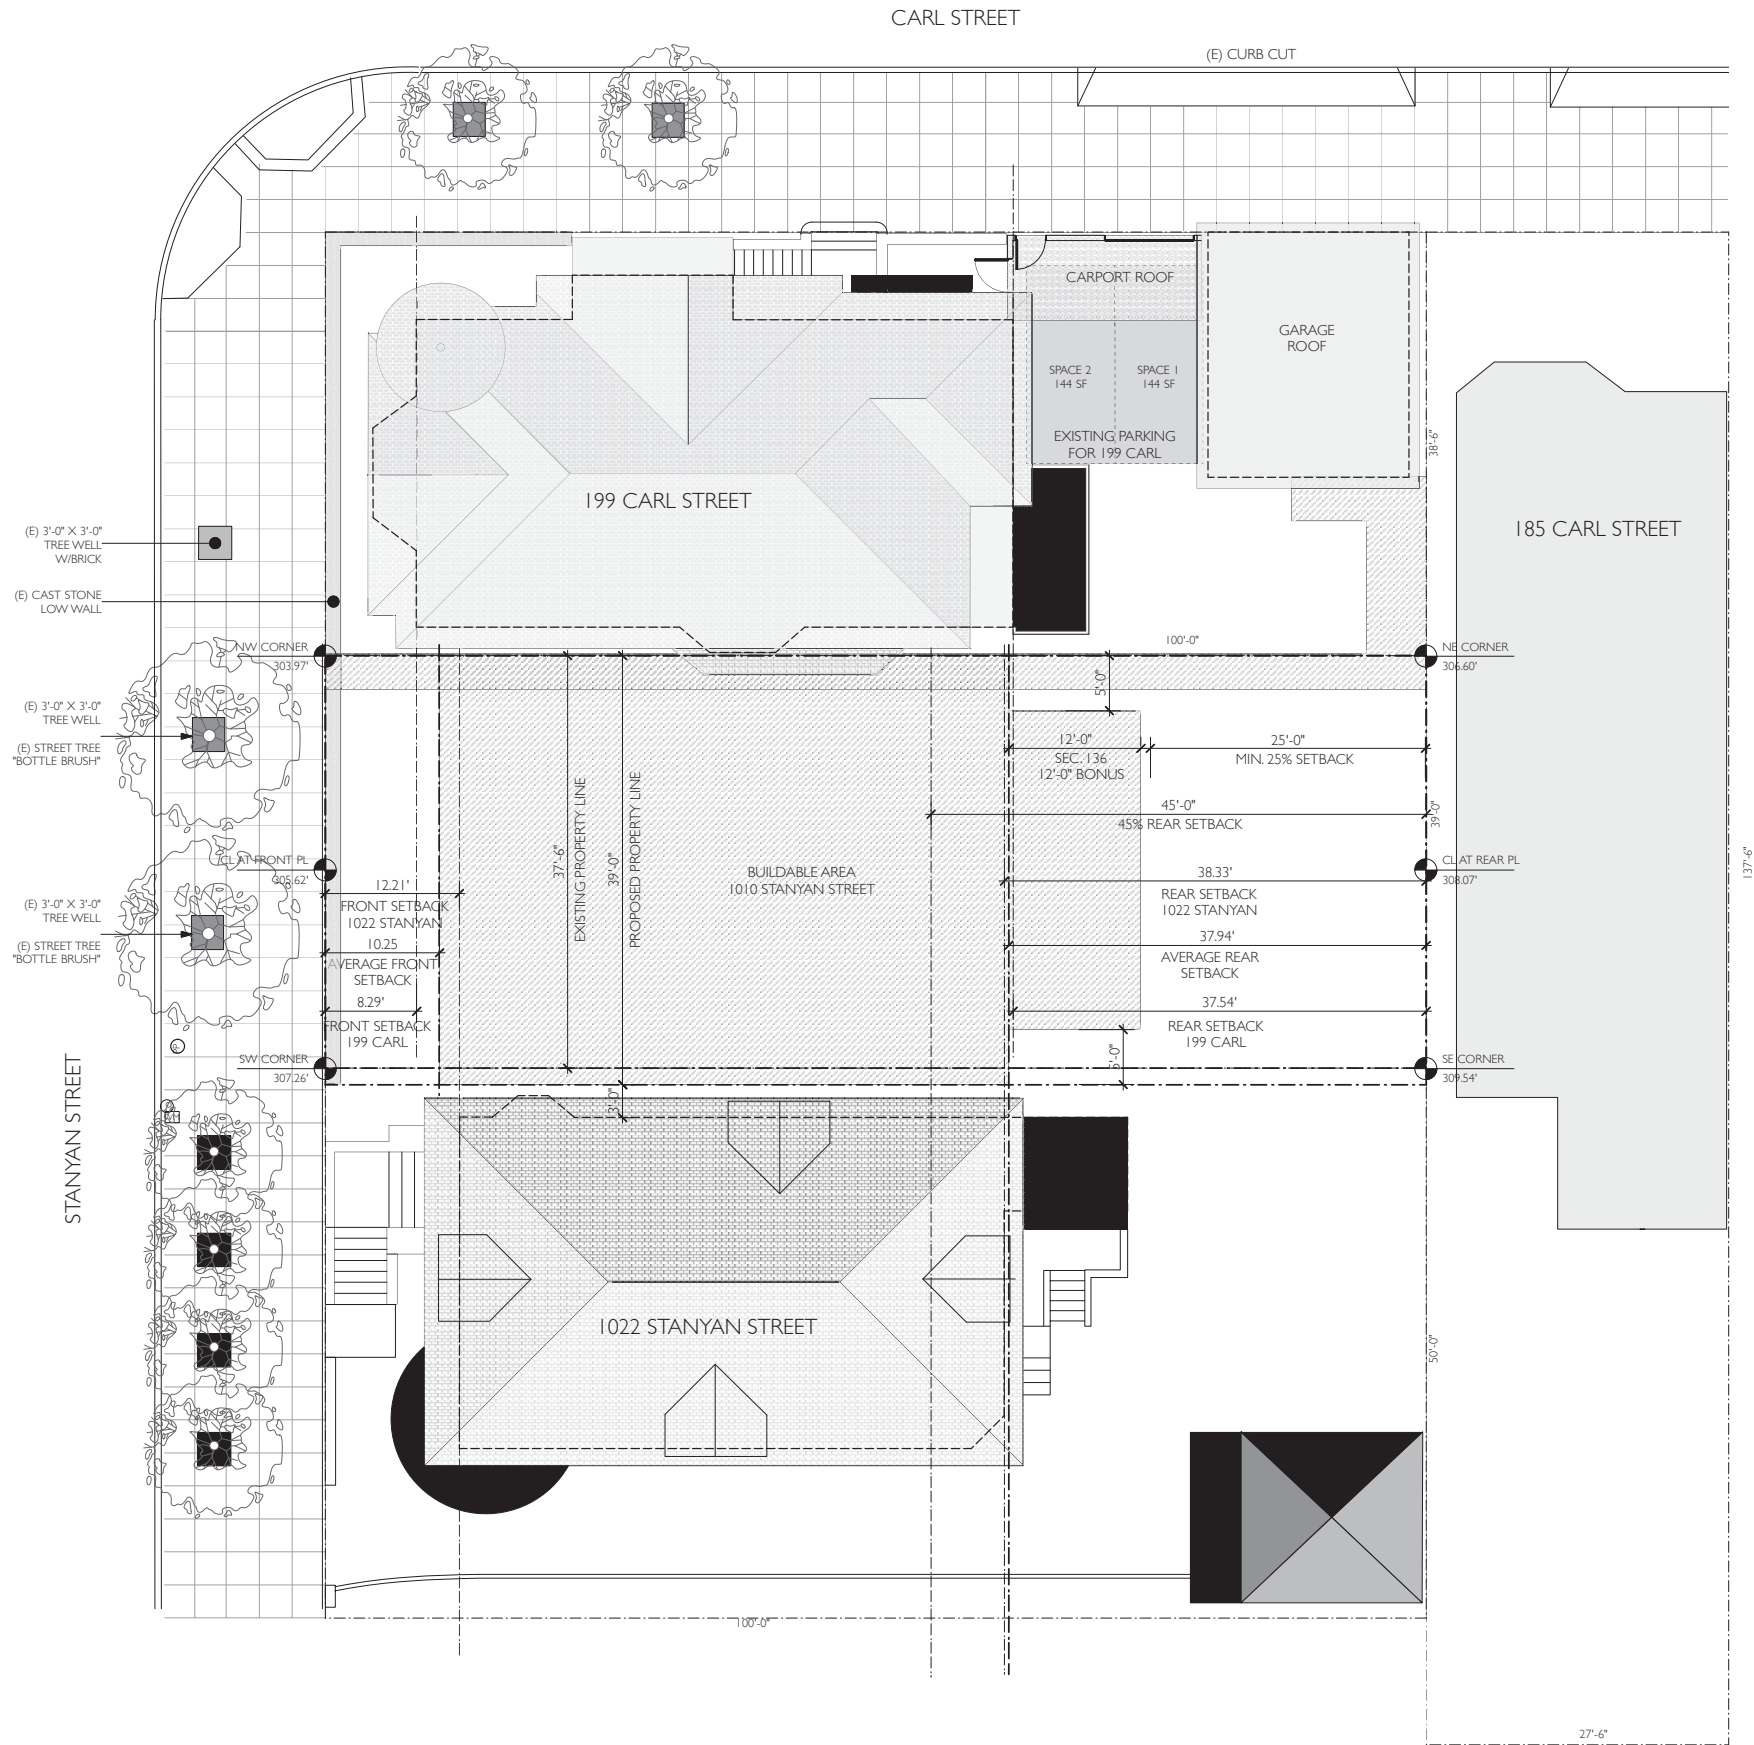 CARL STREET
(E) CURB CUT
CARPORT ROOF
GARAGE
ROOF
SPACE 2
144 SF
SPACE 1
144 SF
EXISTING PARKING
FOR 199 CARL
38'-6"
199 CARL STREET
185 CARL STREET
(E) 3'-0" X 3'-0"
TREE WELL
W/BRICK
(E) CAST STONE
LOW WALL
NW CORNER
303.97'
100'-0"
NE CORNER
306.60'
5'-0"
(E) 3'-0" X 3'-0"
TREE WELL
(E) STREET TREE
"BOTTLE BRUSH"
12'-0"
SEC. 136
12'-0" BONUS
25'-0"
MIN. 25% SETBACK
45'-0"
45% REAR SETBACK
39'-0"
EXISTING PROPERTY LINE
37'-6"
PROPOSED PROPERTY LINE
39'-0"
BUILDABLE AREA
1010 STANYAN STREET
CL AT FRONT PL
305.62'
CL AT REAR PL
308.07'
137'-6"
12.21'
FRONT SETBACK
1022 STANYAN
38.33'
REAR SETBACK
1022 STANYAN
(E) 3'-0" X 3'-0"
TREE WELL
(E) STREET TREE
"BOTTLE BRUSH"
10.25
AVERAGE FRONT
SETBACK
37.94'
AVERAGE REAR
SETBACK
8.29'
FRONT SETBACK
199 CARL
37.54'
REAR SETBACK
199 CARL
SW CORNER
307.26'
5'-0"
SE CORNER
309.54'
3'-0"
STANYAN STREET
1022 STANYAN STREET
50'-0"
100'-0"
27'-6"